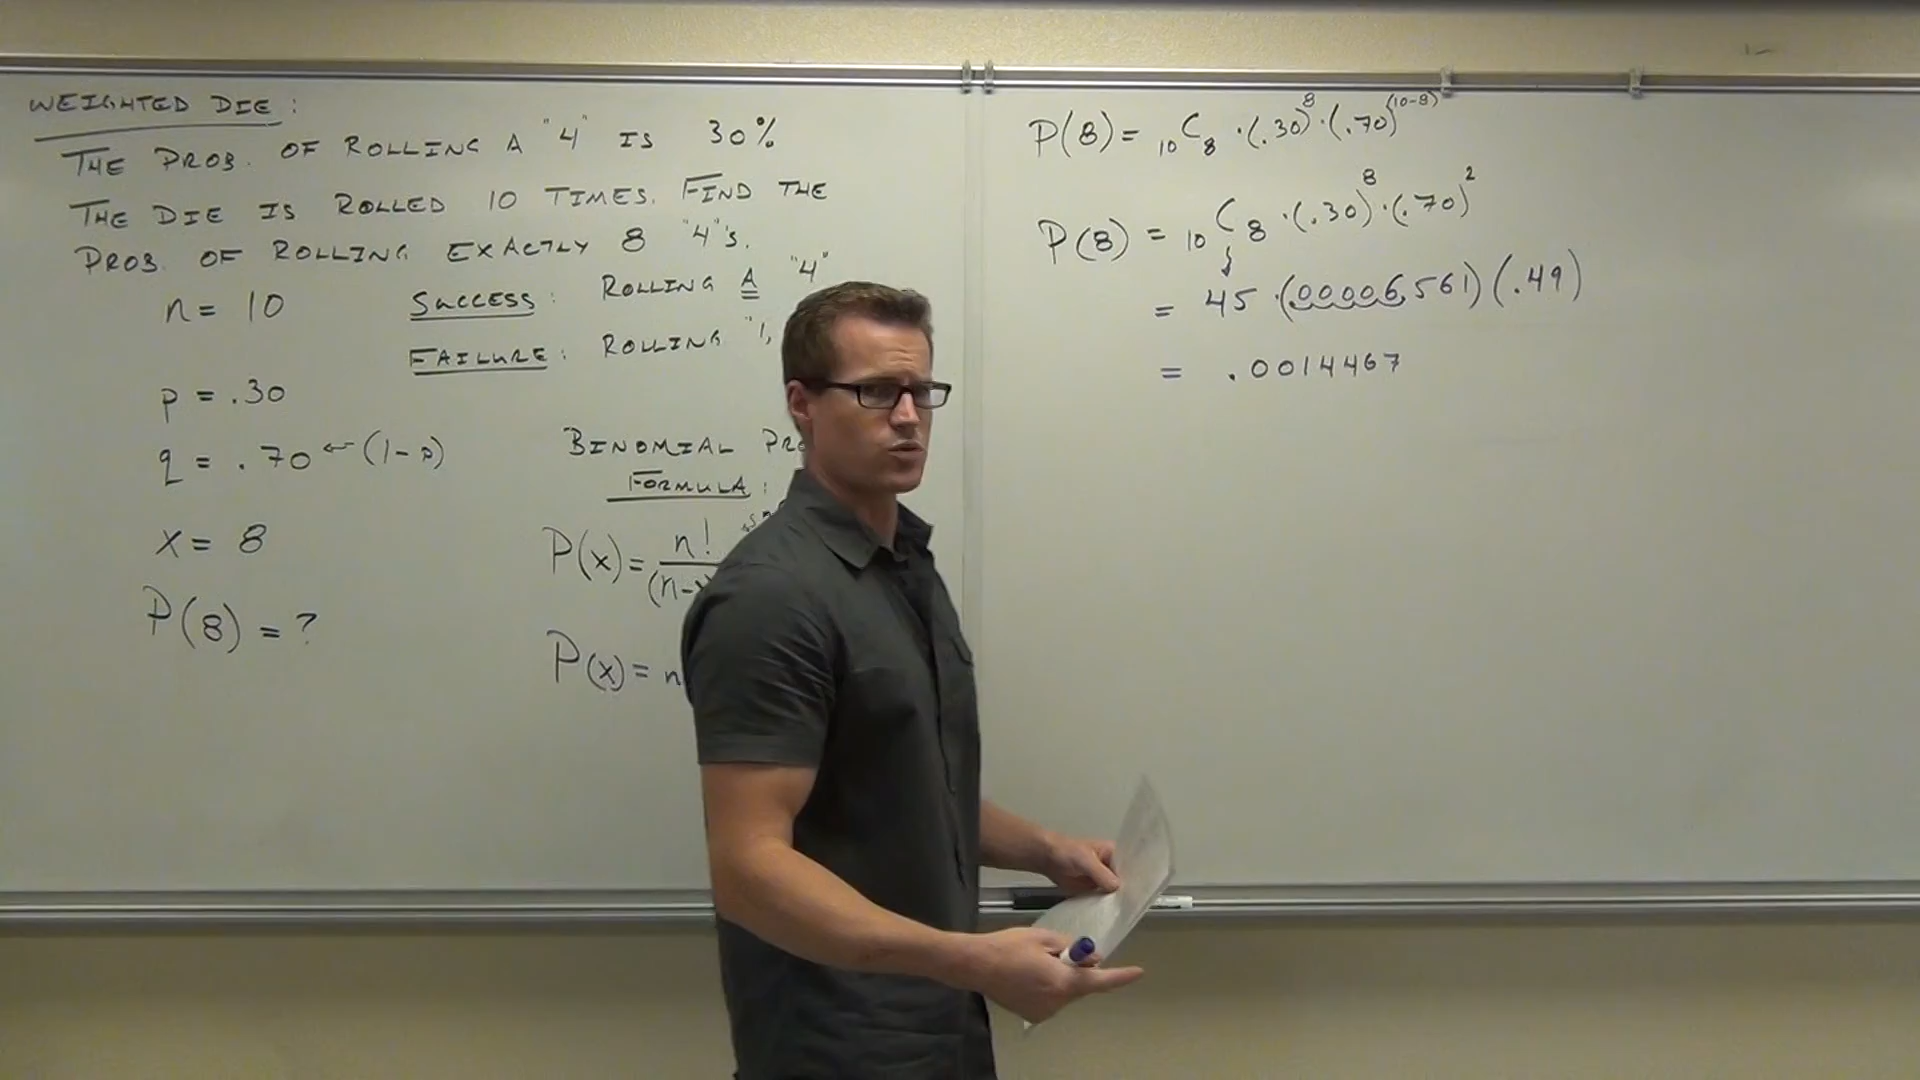 WEIGHTED DIE:
THE PROB. OF ROLLING A "4" IS 30%
THE DIE IS ROLLED 10 TIMES. FIND THE
PROB. OF ROLLING EXACTLY 8 "4"'s.
n = 10
SUCCESS: ROLLING A "4"
FAILURE: ROLLING "1,
p = .30
q = .70 ← (1-p)
x = 8
P(8) = ?
BINOMIAL
FORMULA:
P(x) = n!
(n-x)
P(x) = n
P(8) = 10C8 · (.30)^8 · (.70)^(10-8)
P(8) = 10C8 · (.30)^8 · (.70)^2
= 45 · (.00006561)(.49)
= .0014467